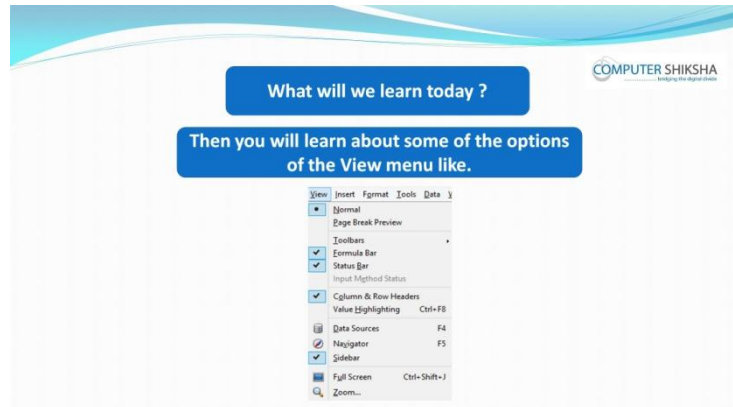 COMPUTER SHIKSHA
bridging the digital divide
What will we learn today ?
Then you will learn about some of the options
of the View menu like.
View Insert Format Tools Data
Normal
Page Break Preview
Toolbars
Formula Bar
Status Bar
Input Method Status
Column & Row Headers
Value Highlighting Ctrl+F8
Data Sources F4
Navigator F5
Sidebar
Full Screen Ctrl+Shift+J
Zoom...